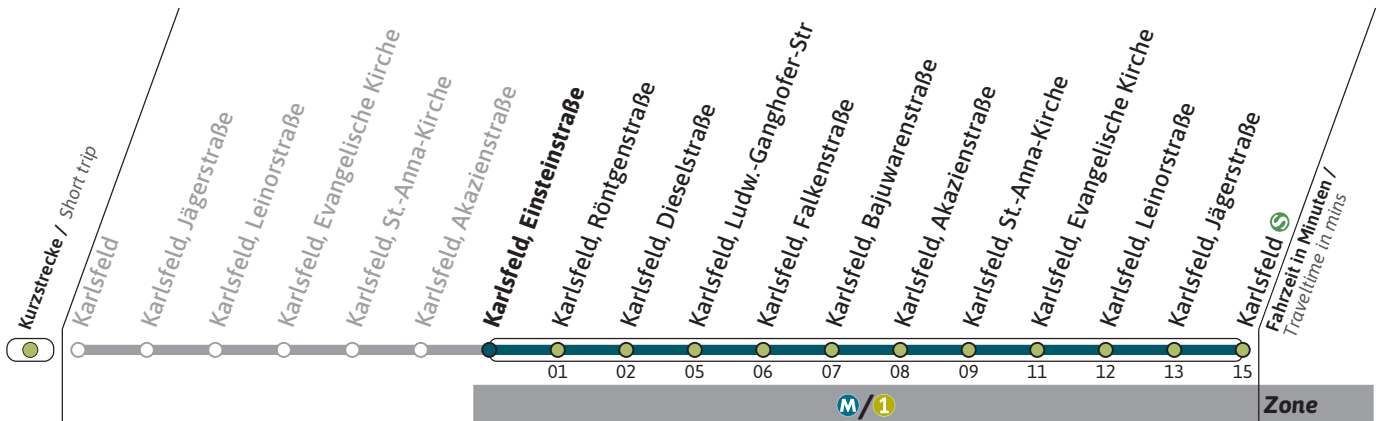 Kurzstrecke / Short trip
Karlsfeld
Karlsfeld, Jägerstraße
Karlsfeld, Leinorstraße
Karlsfeld, Evangelische Kirche
Karlsfeld, St.-Anna-Kirche
Karlsfeld, Akazienstraße
Karlsfeld, Einsteinstraße
Karlsfeld, Röntgenstraße
Karlsfeld, Dieselstraße
Karlsfeld, Ludw.-Ganghofer-Str
Karlsfeld, Falkenstraße
Karlsfeld, Bajuwarenstraße
Karlsfeld, Akazienstraße
Karlsfeld, St.-Anna-Kirche
Karlsfeld, Evangelische Kirche
Karlsfeld, Leinorstraße
Karlsfeld, Jägerstraße
Karlsfeld S
Fahrzeit in Minuten /
Traveltime in mins
01 02 05 06 07 08 09 11 12 13 15
M/1 Zone